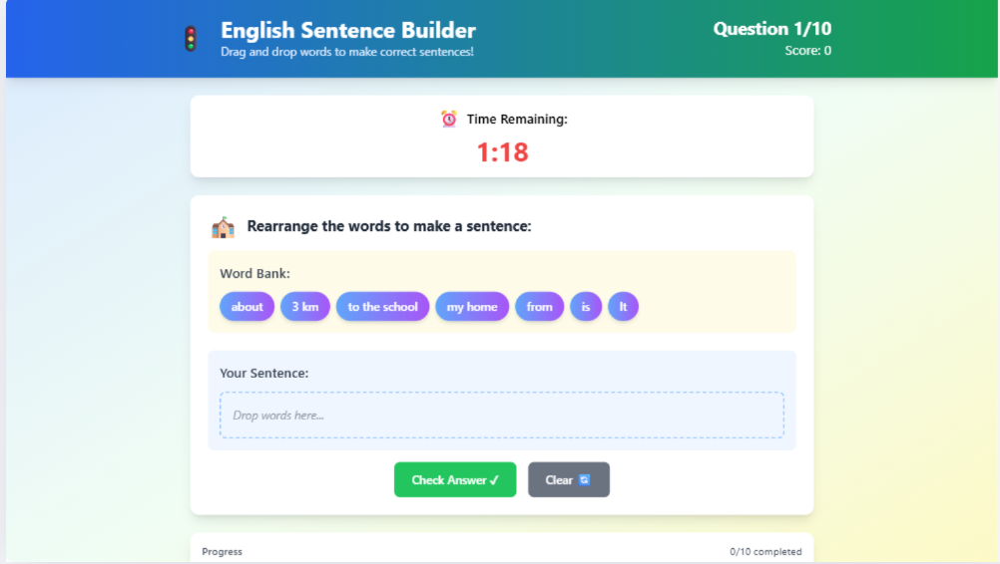 English Sentence Builder
Drag and drop words to make correct sentences!
Question 1/10
Score: 0
Time Remaining:
1:18
Rearrange the words to make a sentence:
Word Bank:
about 3 km to the school my home from is It
Your Sentence:
Drop words here...
Check Answer ✓ Clear 🔄
Progress 0/10 completed